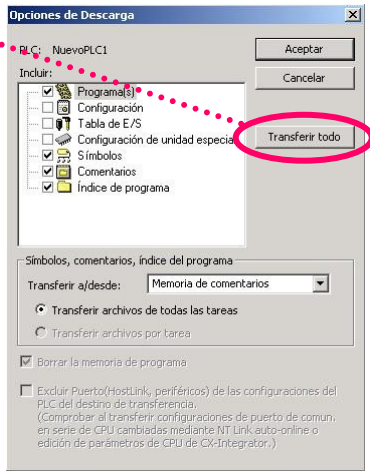 Opciones de Descarga
PLC: NuevoPLC1
Aceptar
Incluir:
Cancelar
Programa(s)
Configuración
Tabla de E/S
Configuración de unidad especia
Transferir todo
Símbolos
Comentarios
Índice de programa
Símbolos, comentarios, índice del programa
Transferir a/desde: Memoria de comentarios
Transferir archivos de todas las tareas
Transferir archivos por tarea
Borrar la memoria de programa
Excluir Puerto(HostLink, periféricos) de las configuraciones del
PLC del destino de transferencia.
(Comprobar al transferir configuraciones de puerto de comun.
en serie de CPU cambiadas mediante NT Link auto-online o
edición de parámetros de CPU de CX-Integrator.)